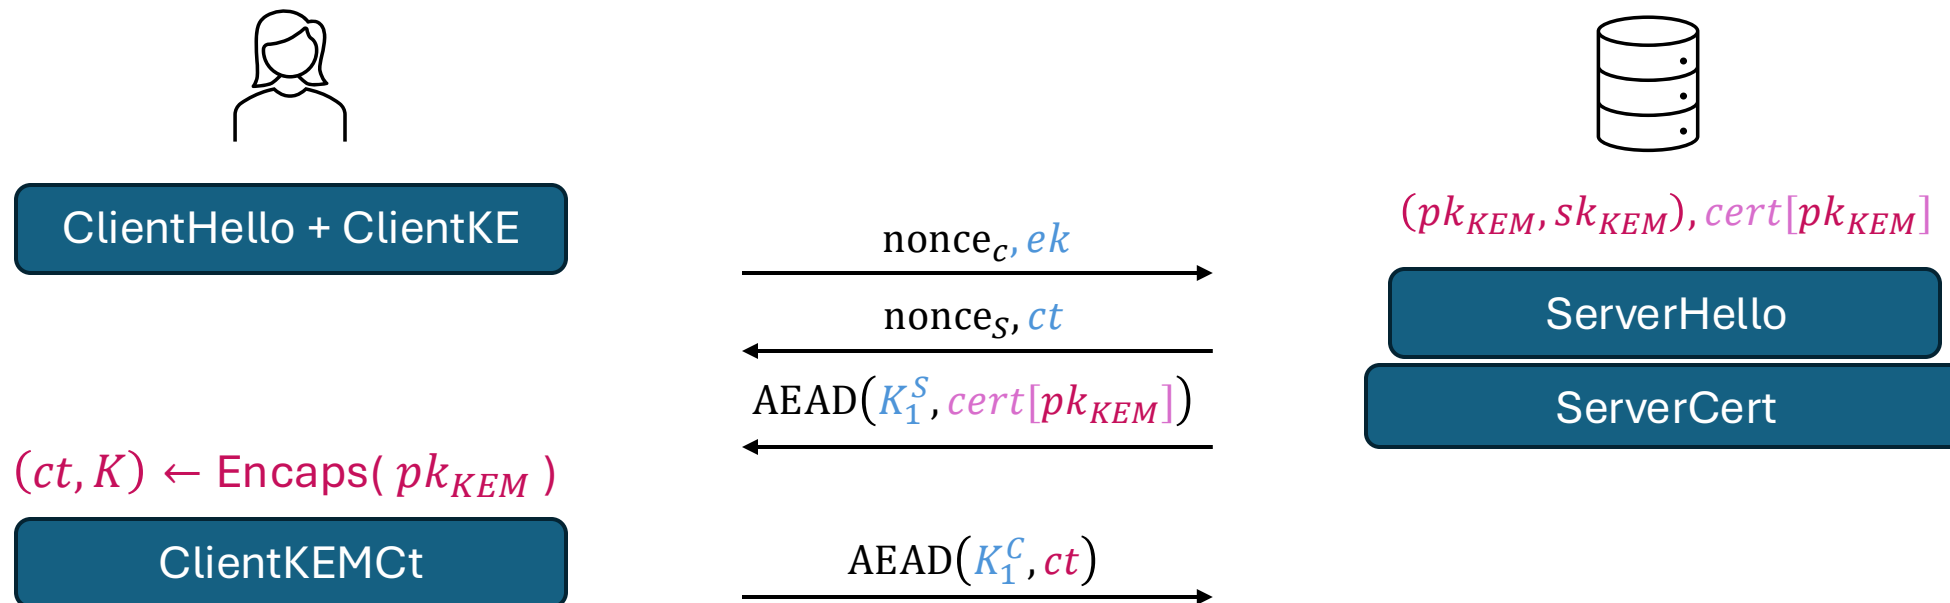 ClientHello + ClientKE
(pk_KEM, sk_KEM), cert[pk_KEM]
nonce_c, ek
ServerHello
nonce_S, ct
ServerCert
AEAD(K_1^S, cert[pk_KEM])
(ct, K) ← Encaps( pk_KEM )
ClientKEMCt
AEAD(K_1^C, ct)